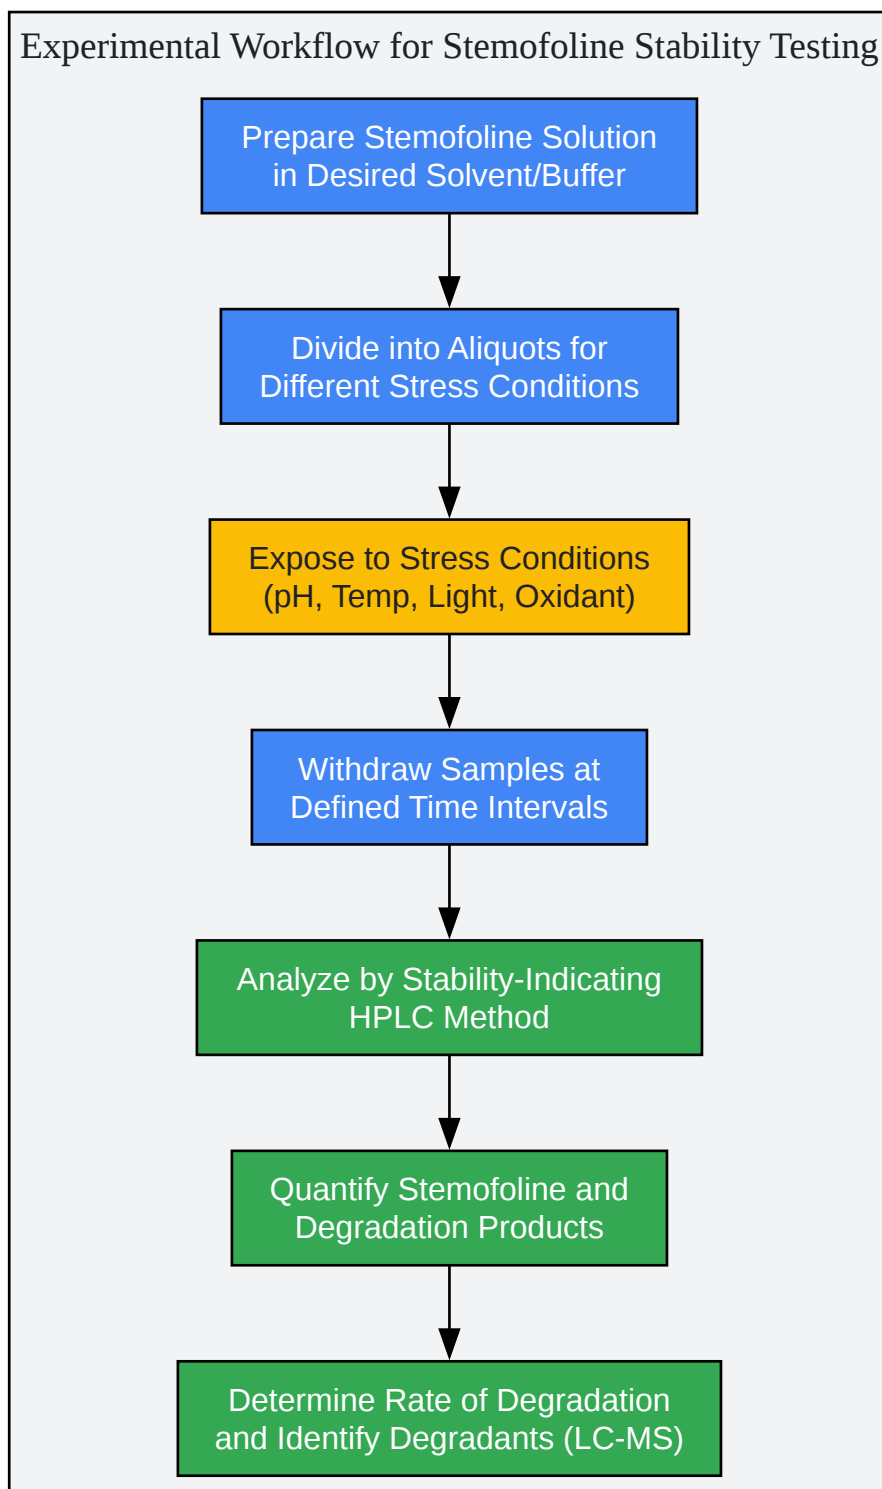 Experimental Workflow for Stemofoline Stability Testing
Prepare Stemofoline Solution
in Desired Solvent/Buffer
Divide into Aliquots for
Different Stress Conditions
Expose to Stress Conditions
(pH, Temp, Light, Oxidant)
Withdraw Samples at
Defined Time Intervals
Analyze by Stability-Indicating
HPLC Method
Quantify Stemofoline and
Degradation Products
Determine Rate of Degradation
and Identify Degradants (LC-MS)